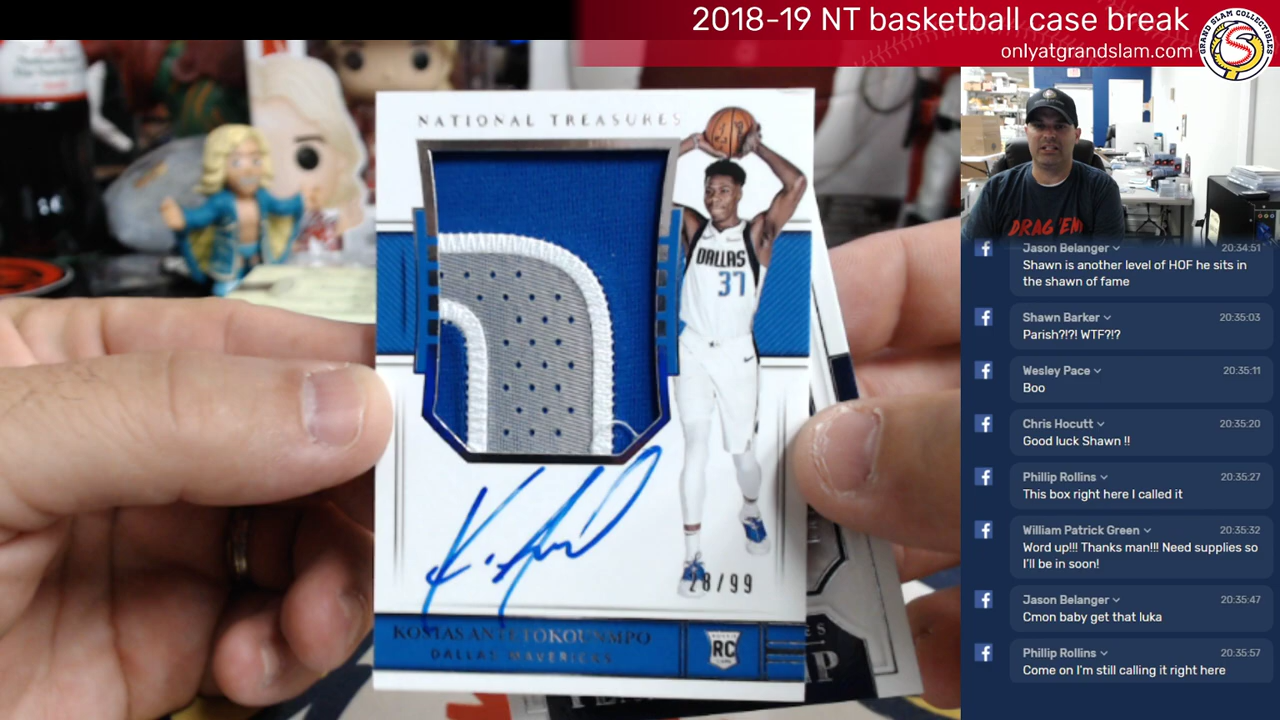 2018-19 NT basketball case break
onlyatgrandslam.com
GRAND SLAM COLLECTIBLES
NATIONAL TREASURES
DALLAS
37
28/99
KOSTAS ANTETOKOUNMPO
DALLAS MAVERICKS
RC
DRAG'EM
Jason Belanger 20:34:51
Shawn is another level of HOF he sits in
the shawn of fame
Shawn Barker 20:35:03
Parish?!?! WTF?!?
Wesley Pace 20:35:11
Boo
Chris Hocutt 20:35:20
Good luck Shawn !!
Phillip Rollins 20:35:27
This box right here I called it
William Patrick Green 20:35:32
Word up!!! Thanks man!!! Need supplies so
I'll be in soon!
Jason Belanger 20:35:47
Cmon baby get that luka
Phillip Rollins 20:35:57
Come on I'm still calling it right here